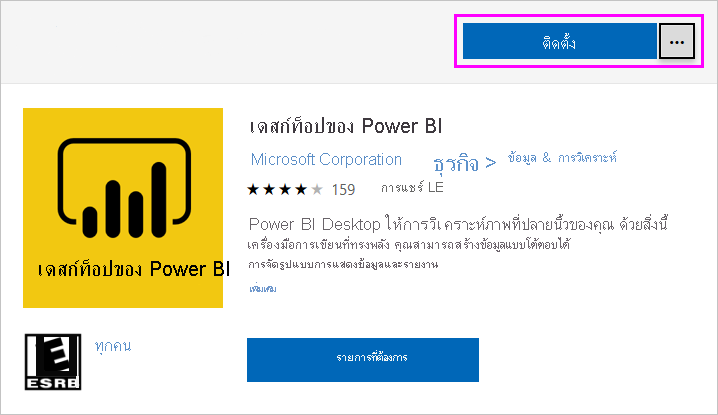 ติดตั้ง ...
เดสก์ท็อปของ Power BI
Microsoft Corporation ธุรกิจ > ข้อมูล & การวิเคราะห์
159 การแชร์ LE
Power BI Desktop ให้การวิเคราะห์ภาพที่ปลายนิ้วของคุณ ด้วยสิ่งนี้
เครื่องมือการเขียนที่ทรงพลัง คุณสามารถสร้างข้อมูลแบบโต้ตอบได้
การจัดรูปแบบการแสดงข้อมูลและรายงาน
เพิ่มเติม
เดสก์ท็อปของ Power BI
E
ESRB
ทุกคน
รายการที่ต้องการ